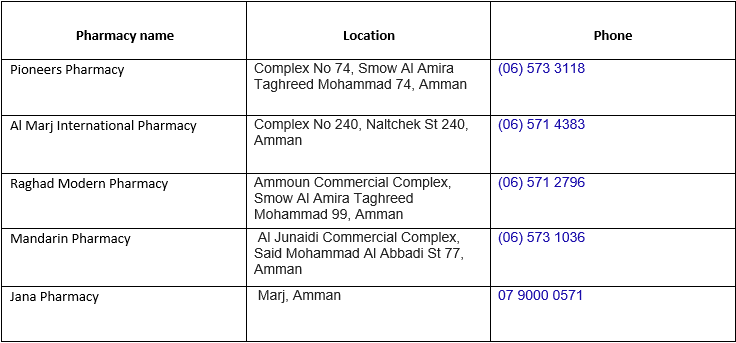 Pharmacy name
Location
Phone
Pioneers Pharmacy
Complex No 74, Smow Al Amira
Taghreed Mohammad 74, Amman
(06) 573 3118
Al Marj International Pharmacy
Complex No 240, Naltchek St 240,
Amman
(06) 571 4383
Raghad Modern Pharmacy
Ammoun Commercial Complex,
Smow Al Amira Taghreed
Mohammad 99, Amman
(06) 571 2796
Mandarin Pharmacy
Al Junaidi Commercial Complex,
Said Mohammad Al Abbadi St 77,
Amman
(06) 573 1036
Jana Pharmacy
Marj, Amman
07 9000 0571